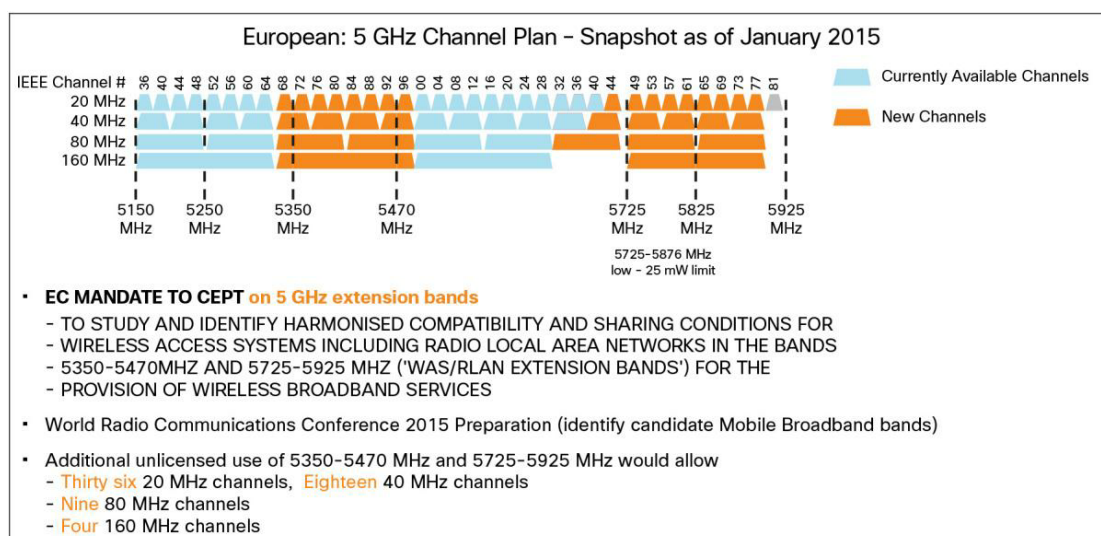 European: 5 GHz Channel Plan – Snapshot as of January 2015
IEEE Channel # 36 40 44 48 52 56 60 64 68 72 76 80 84 88 92 96 00 04 08 12 16 20 24 28 32 36 40 44 49 53 57 61 65 69 73 77 81
20 MHz
40 MHz
80 MHz
160 MHz
Currently Available Channels
New Channels
5150 MHz
5250 MHz
5350 MHz
5470 MHz
5725 MHz
5825 MHz
5925 MHz
5725–5876 MHz
low – 25 mW limit
▪ EC MANDATE TO CEPT on 5 GHz extension bands
– TO STUDY AND IDENTIFY HARMONISED COMPATIBILITY AND SHARING CONDITIONS FOR
– WIRELESS ACCESS SYSTEMS INCLUDING RADIO LOCAL AREA NETWORKS IN THE BANDS
– 5350-5470MHZ AND 5725-5925 MHZ ('WAS/RLAN EXTENSION BANDS') FOR THE
– PROVISION OF WIRELESS BROADBAND SERVICES
▪ World Radio Communications Conference 2015 Preparation (identify candidate Mobile Broadband bands)
▪ Additional unlicensed use of 5350-5470 MHz and 5725-5925 MHz would allow
– Thirty six 20 MHz channels, Eighteen 40 MHz channels
– Nine 80 MHz channels
– Four 160 MHz channels